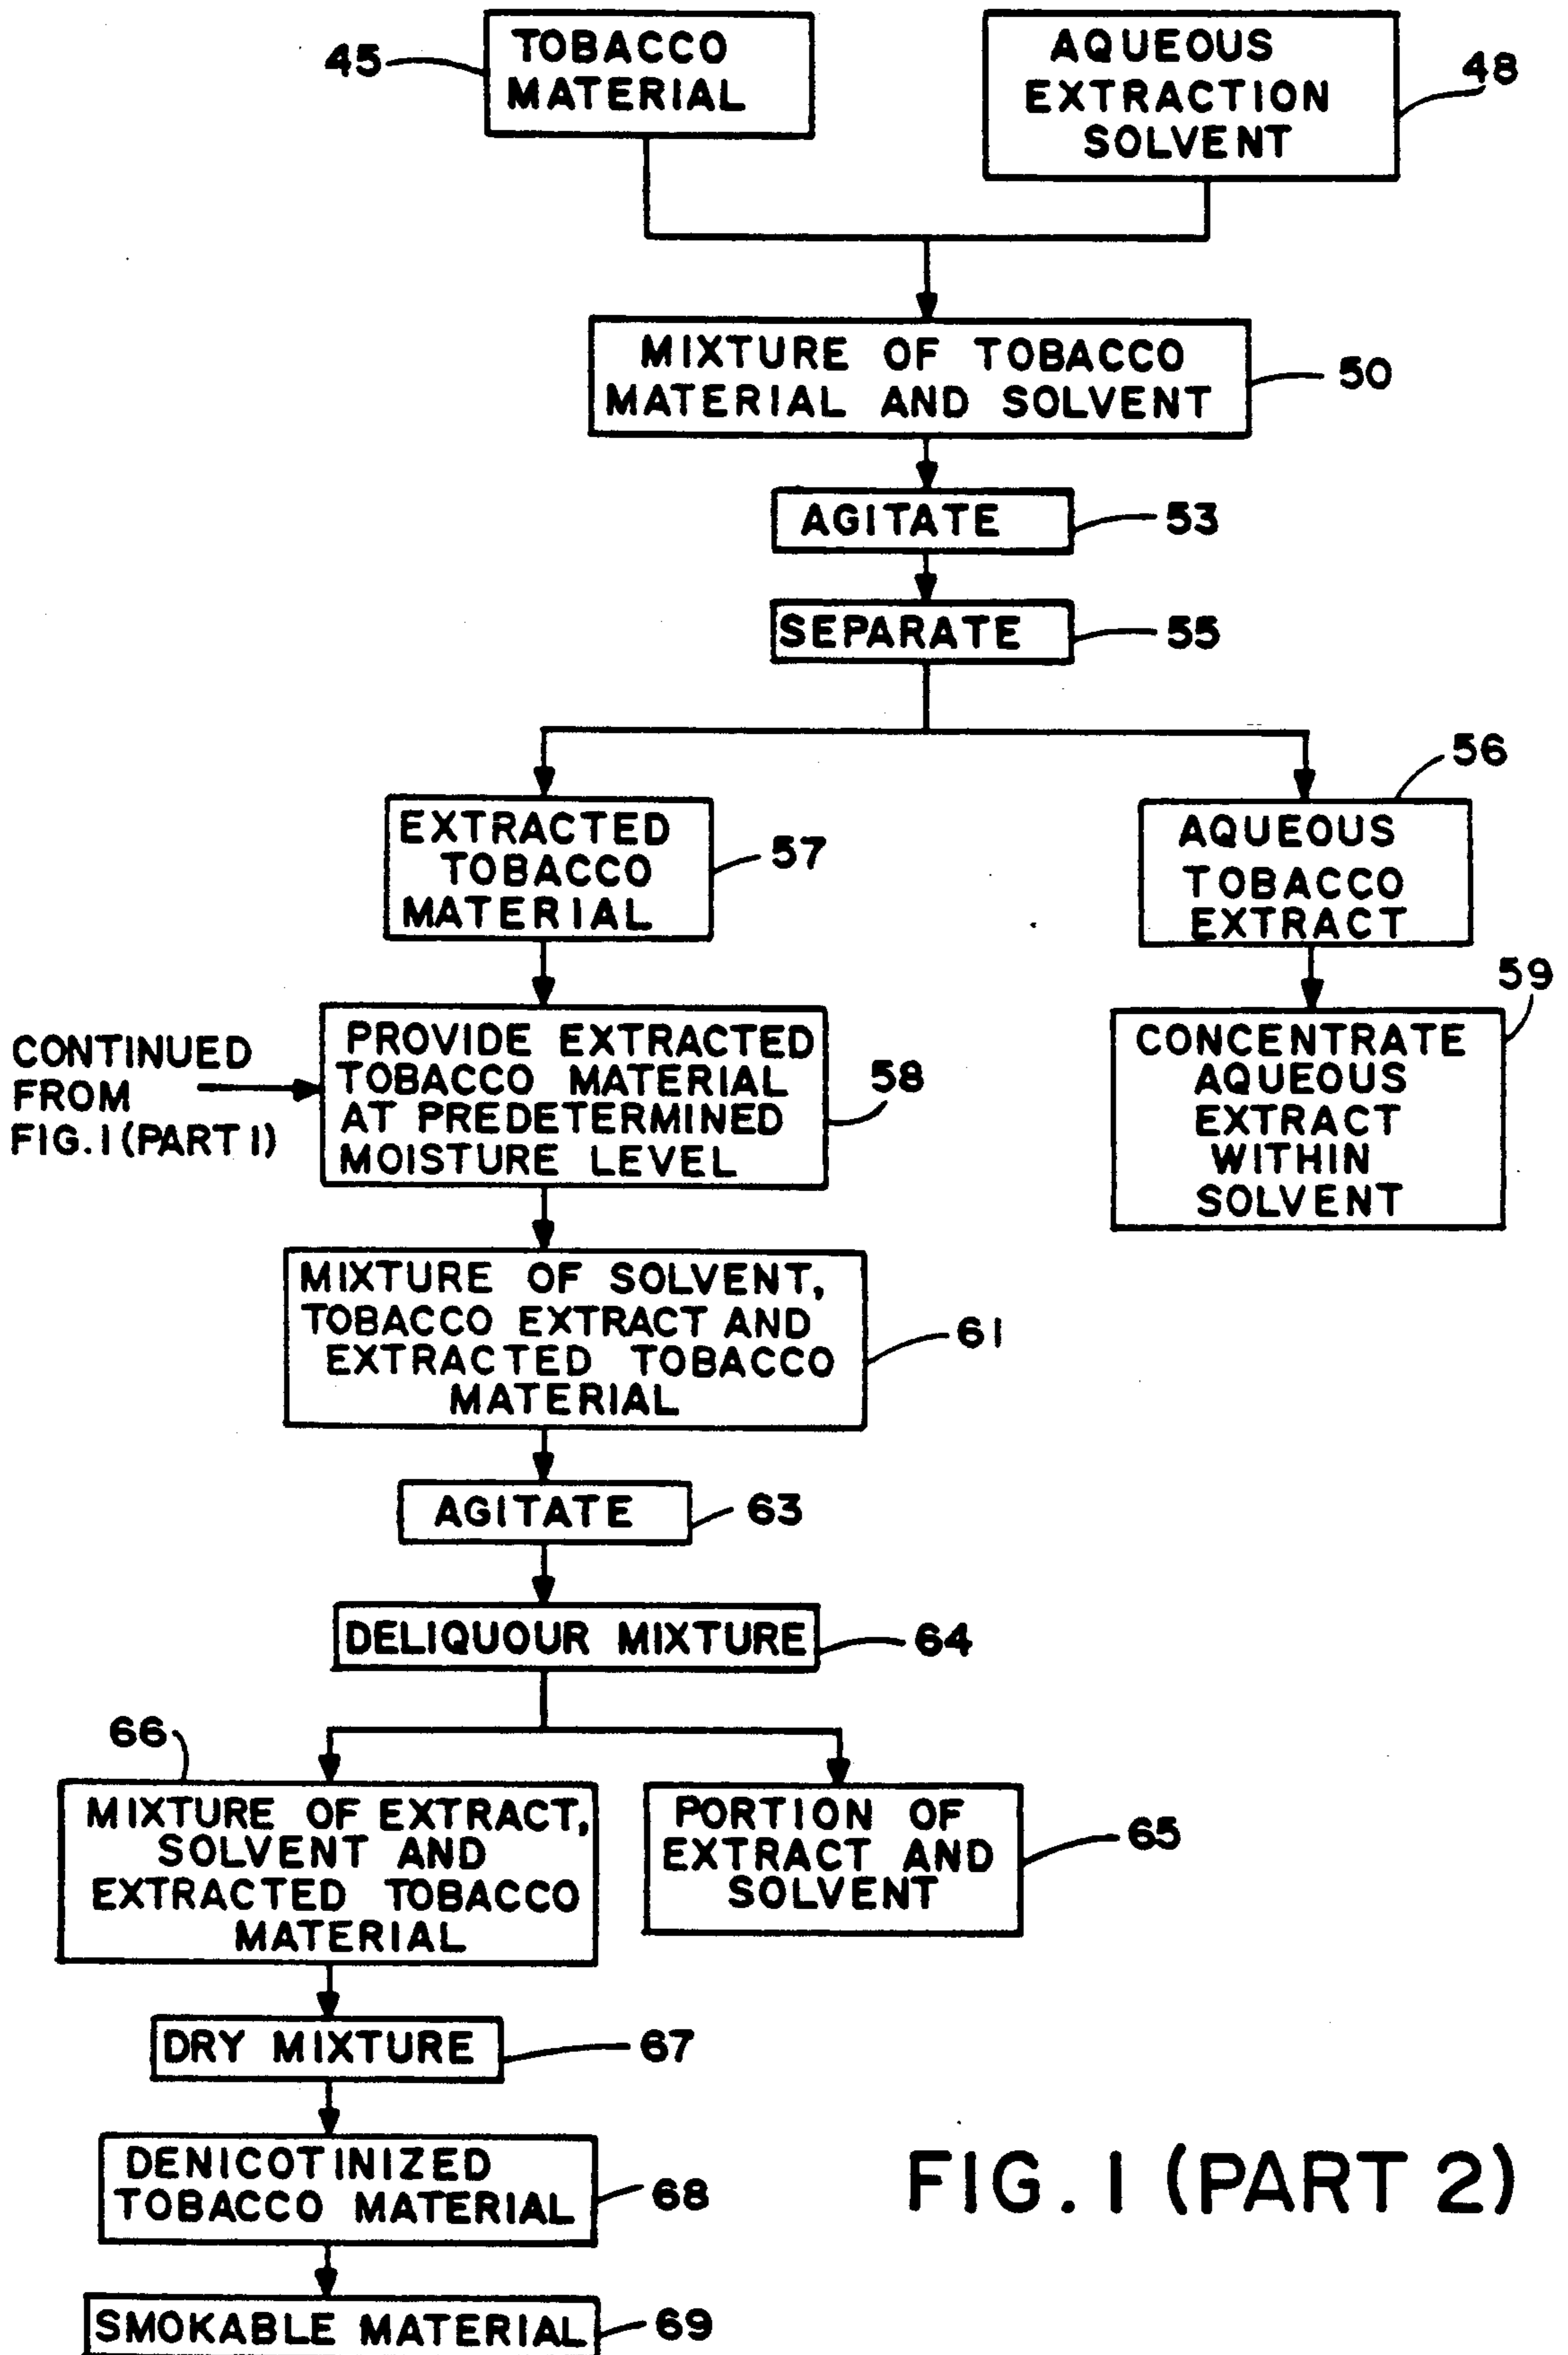 45
TOBACCO
MATERIAL
AQUEOUS
EXTRACTION
SOLVENT
48
MIXTURE OF TOBACCO
MATERIAL AND SOLVENT
50
AGITATE
53
SEPARATE
55
EXTRACTED
TOBACCO
MATERIAL
57
56
AQUEOUS
TOBACCO
EXTRACT
CONTINUED
FROM
FIG. 1 (PART 1)
PROVIDE EXTRACTED
TOBACCO MATERIAL
AT PREDETERMINED
MOISTURE LEVEL
58
59
CONCENTRATE
AQUEOUS
EXTRACT
WITHIN
SOLVENT
MIXTURE OF SOLVENT,
TOBACCO EXTRACT AND
EXTRACTED TOBACCO
MATERIAL
61
AGITATE
63
DELIQUOUR MIXTURE
64
66
MIXTURE OF EXTRACT,
SOLVENT AND
EXTRACTED TOBACCO
MATERIAL
PORTION OF
EXTRACT AND
SOLVENT
65
DRY MIXTURE
67
DENICOTINIZED
TOBACCO MATERIAL
68
SMOKABLE MATERIAL
69
FIG. 1 (PART 2)